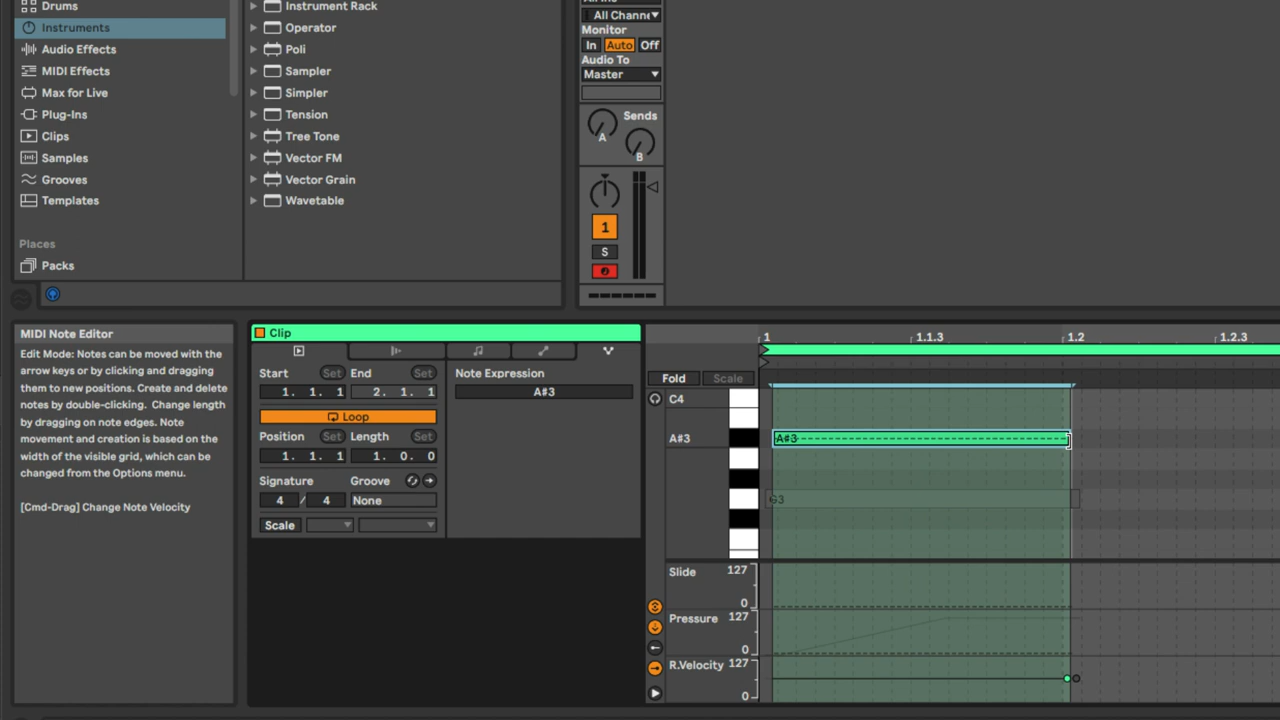 Drums
Instruments
Audio Effects
MIDI Effects
Max for Live
Plug-Ins
Clips
Samples
Grooves
Templates
Places
Packs
Instrument Rack
Operator
Poli
Sampler
Simpler
Tension
Tree Tone
Vector FM
Vector Grain
Wavetable
All Channe
Monitor
In Auto Off
Audio To
Master
Sends
A
B
1
S
MIDI Note Editor
Edit Mode: Notes can be moved with the
arrow keys or by clicking and dragging
them to new positions. Create and delete
notes by double-clicking. Change length
by dragging on note edges. Note
movement and creation is based on the
width of the visible grid, which can be
changed from the Options menu.
[Cmd-Drag] Change Note Velocity
Clip
Start Set End Set
1. 1. 1 2. 1. 1
Loop
Position Set Length Set
1. 1. 1 1. 0. 0
Signature Groove
4 / 4 None
Scale
Note Expression
A#3
1 1.1.3 1.2 1.2.3
Fold Scale
C4
A#3 A#3
G3
Slide 127
0
Pressure 127
0
R.Velocity 127
0